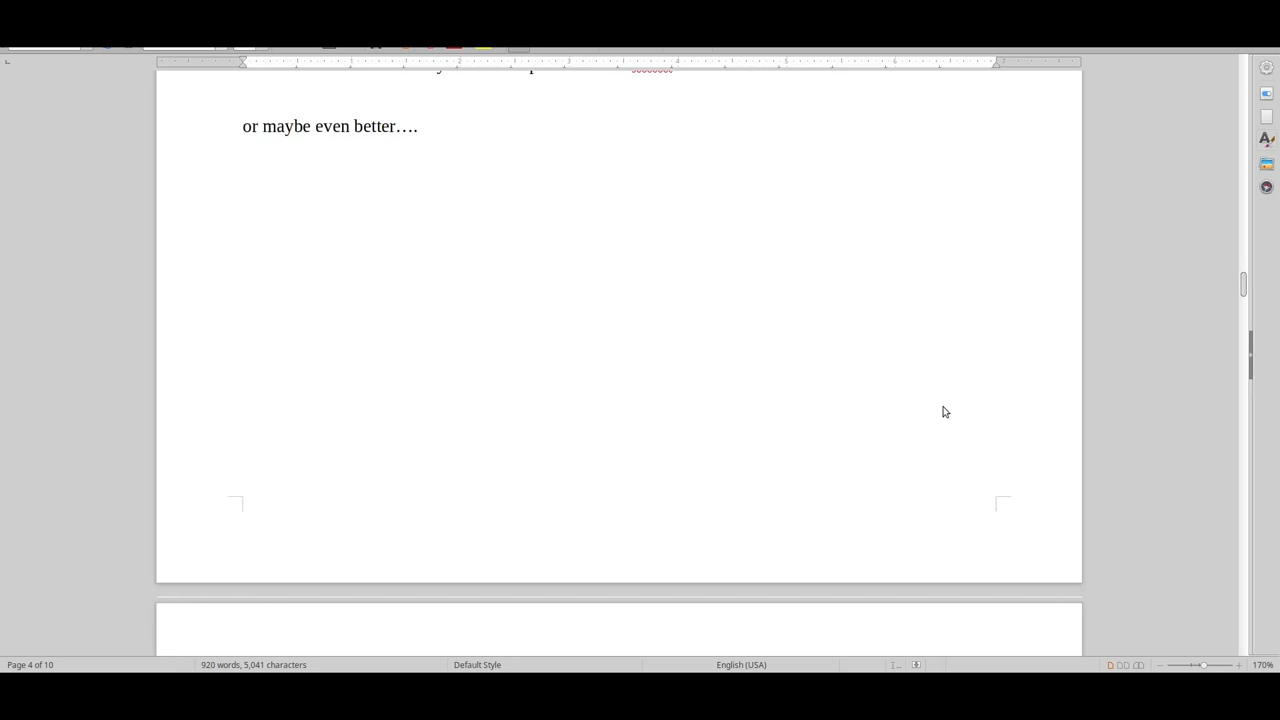 or maybe even better….
Page 4 of 10 920 words, 5,041 characters Default Style English (USA) 170%